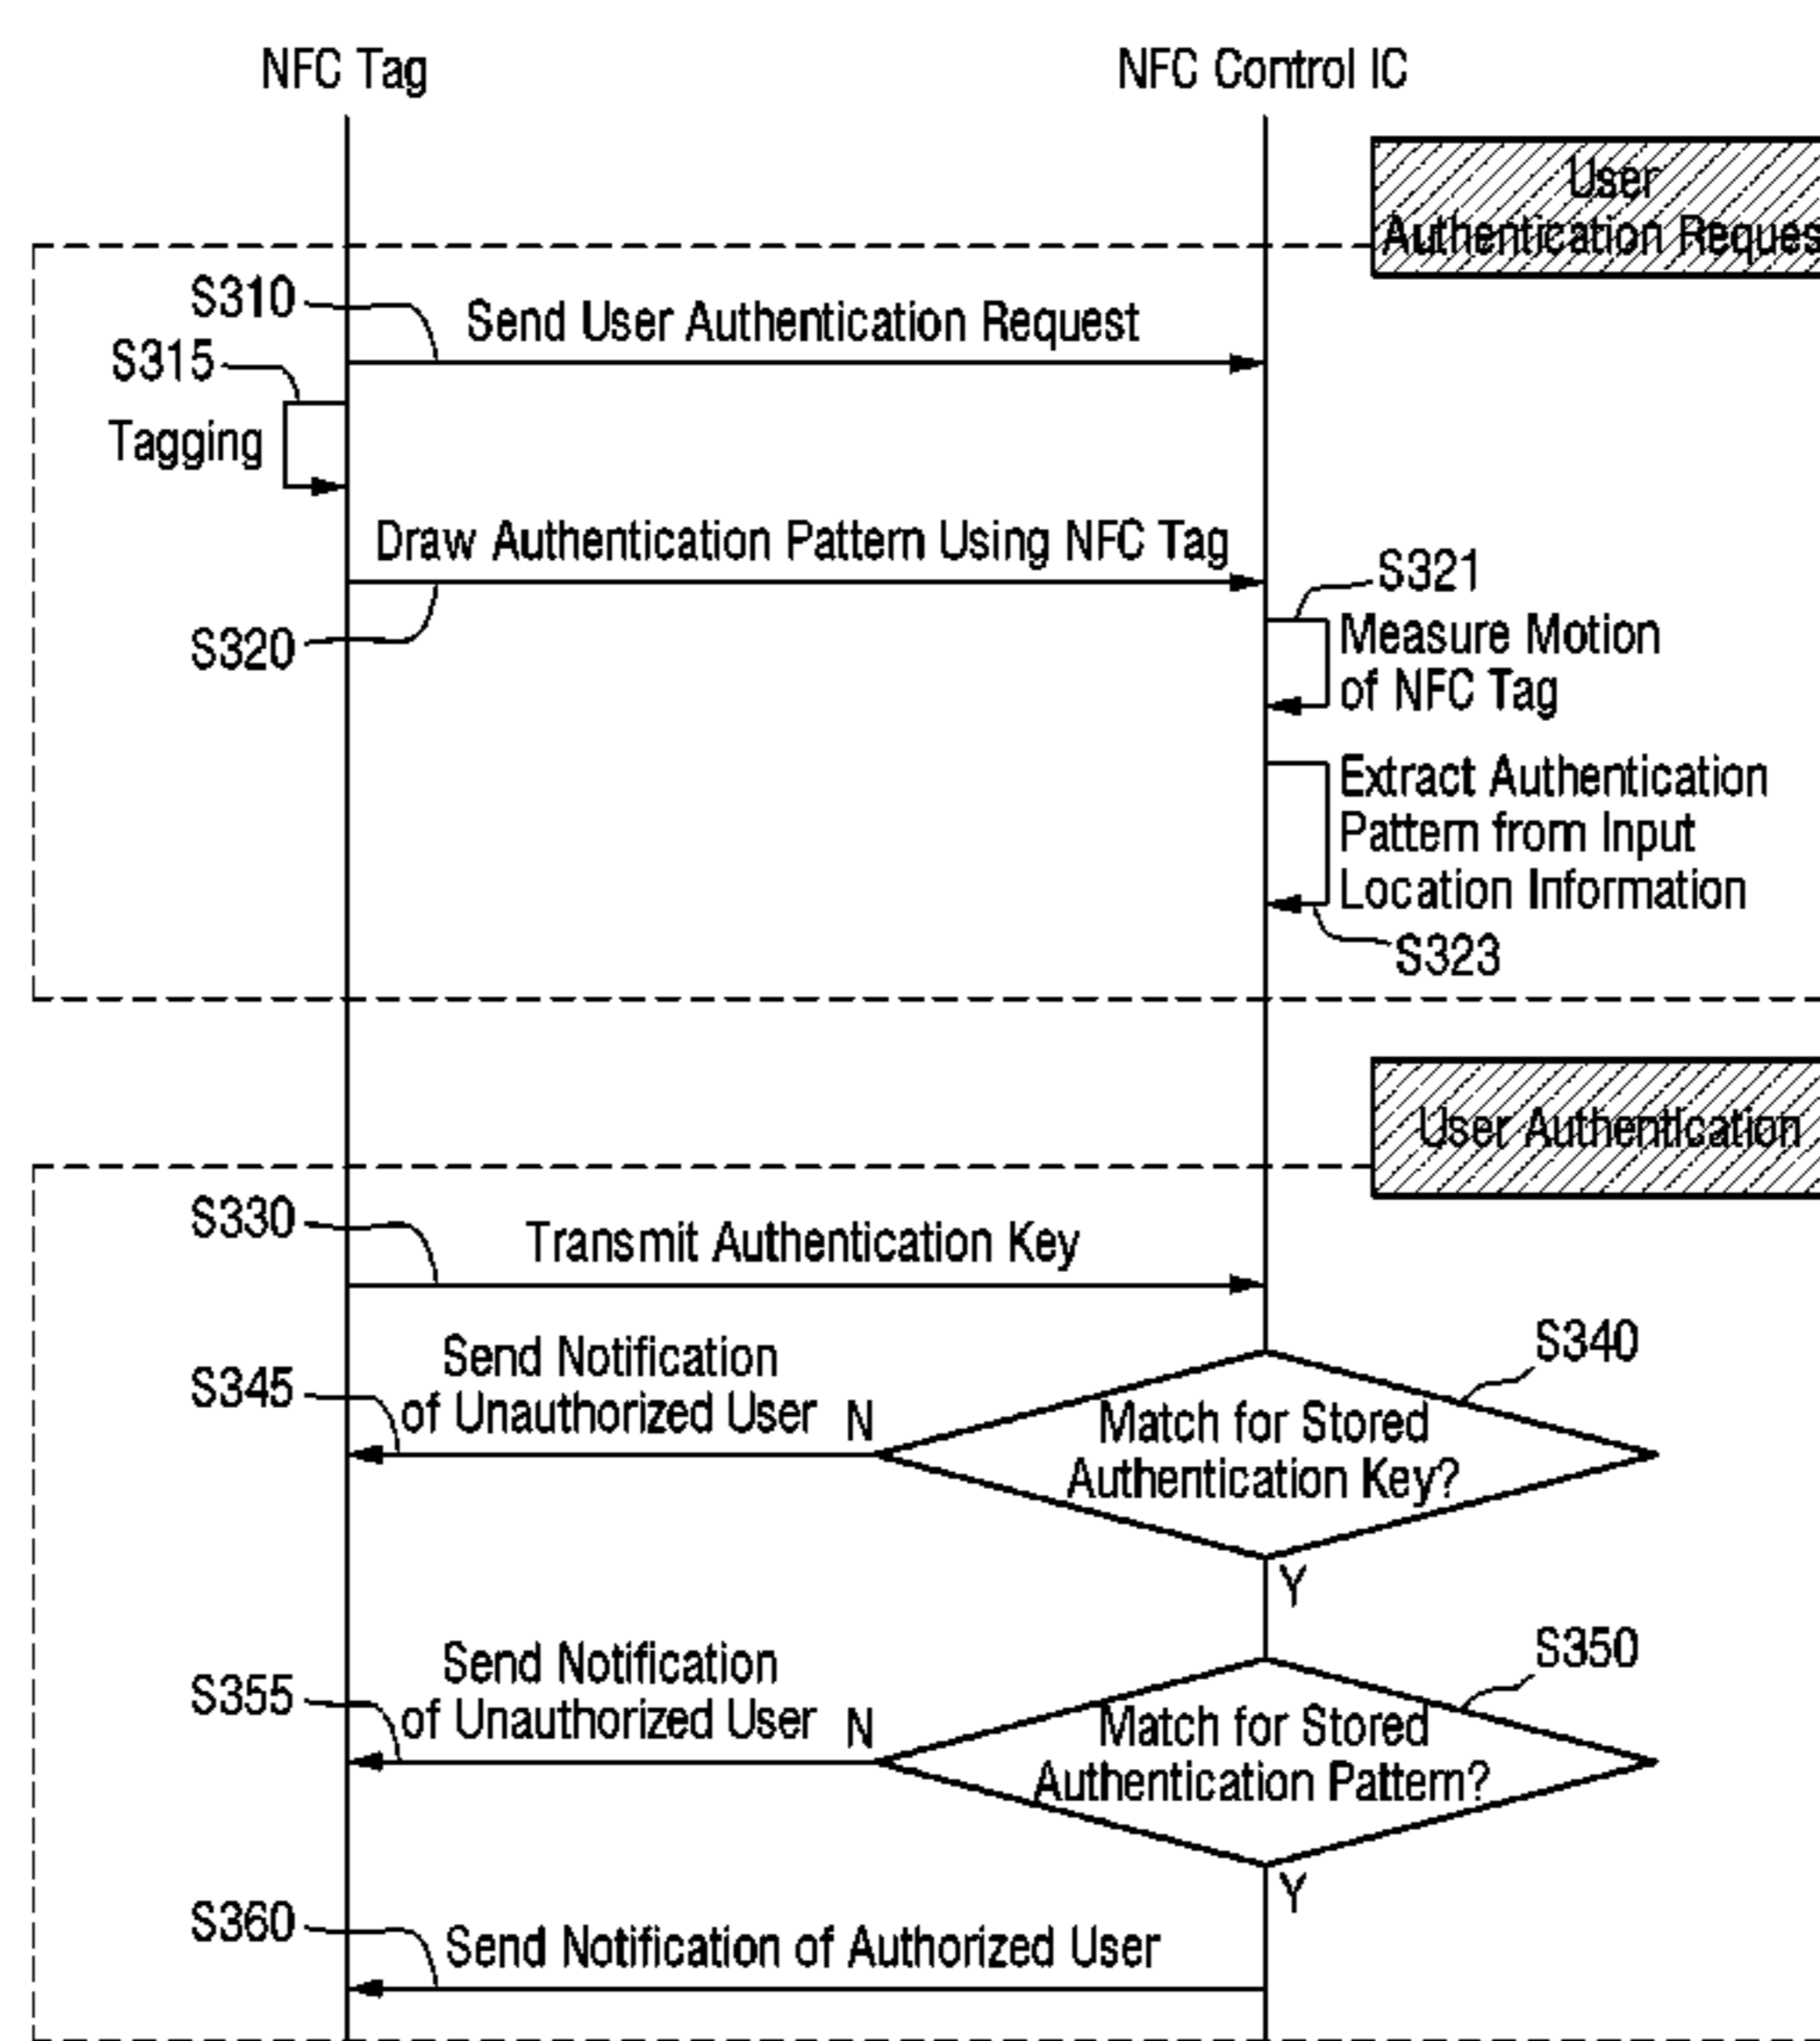 NFC Tag
NFC Control IC
User
Authentication Reques
S310
Send User Authentication Request
S315
Tagging
Draw Authentication Pattern Using NFC Tag
S320
S321
Measure Motion
of NFC Tag
Extract Authentication
Pattern from Input
Location Information
S323
User Authentication
S330
Transmit Authentication Key
S340
Send Notification
of Unauthorized User
S345
N
Match for Stored
Authentication Key?
Y
S350
Send Notification
of Unauthorized User
S355
N
Match for Stored
Authentication Pattern?
Y
S360
Send Notification of Authorized User